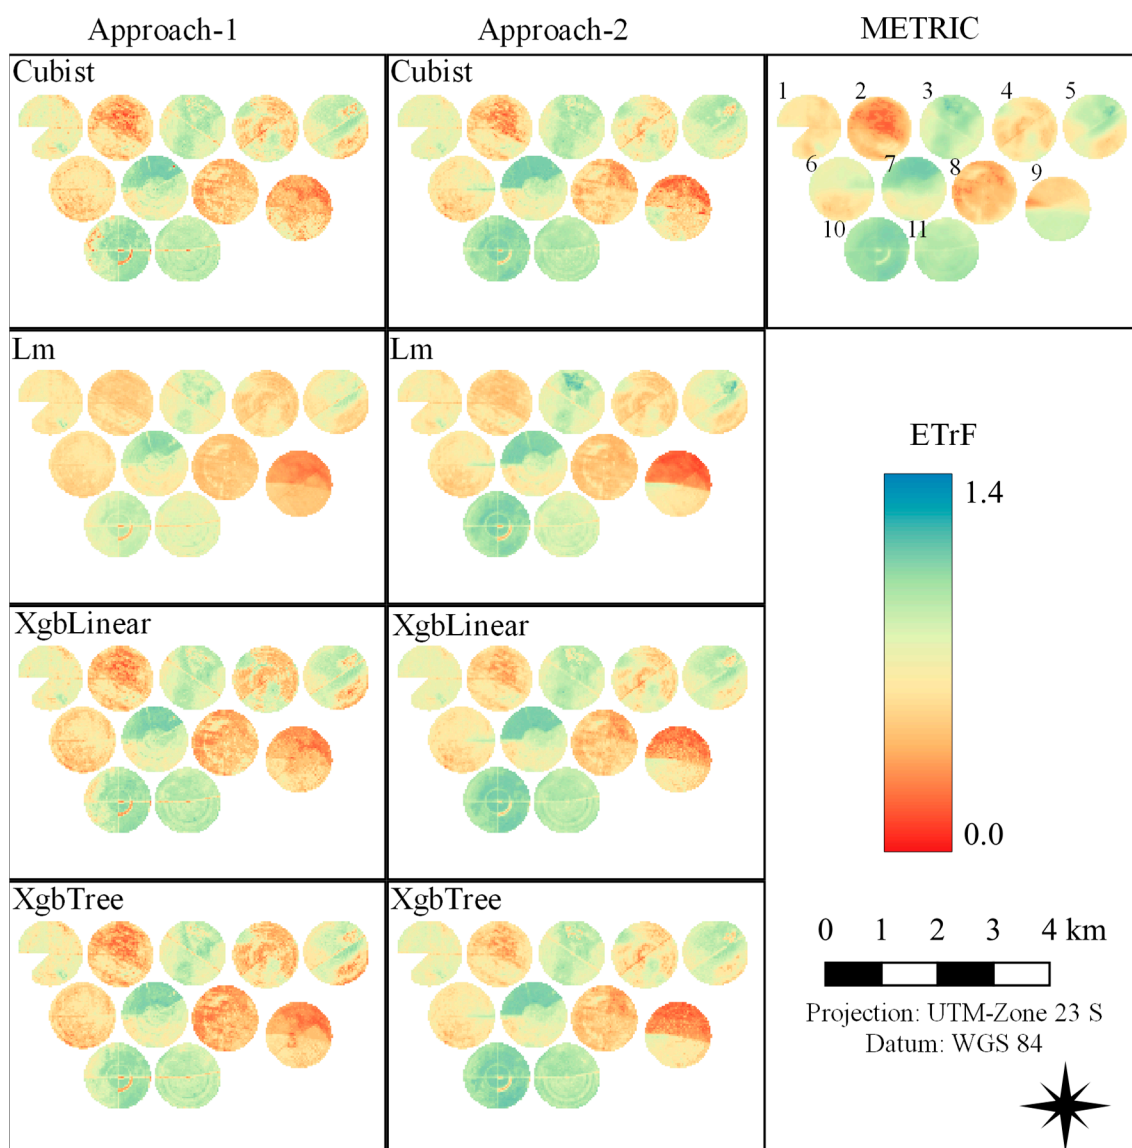 Approach-1
Approach-2
METRIC
Cubist
Cubist
1 2 3 4 5
6 7 8 9
10 11
Lm
Lm
ETrF
1.4
0.0
XgbLinear
XgbLinear
XgbTree
XgbTree
0 1 2 3 4 km
Projection: UTM-Zone 23 S
Datum: WGS 84